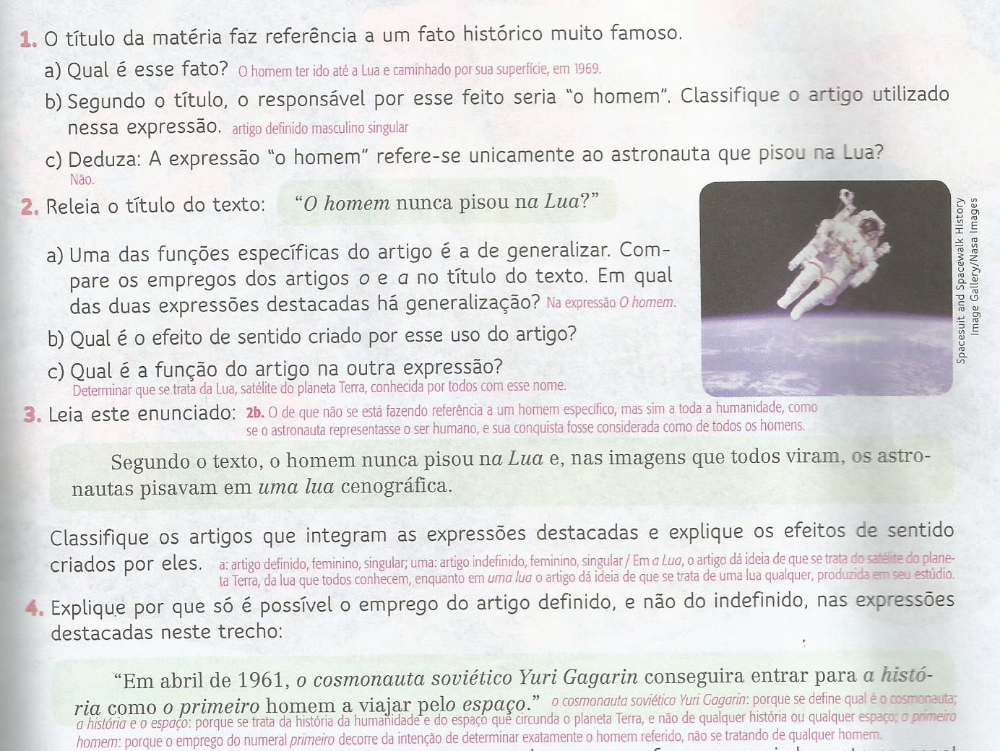 1. O título da matéria faz referência a um fato histórico muito famoso.
a) Qual é esse fato? O homem ter ido até a Lua e caminhado por sua superfície, em 1969.
b) Segundo o título, o responsável por esse feito seria “o homem”. Classifique o artigo utilizado
nessa expressão. artigo definido masculino singular
c) Deduza: A expressão “o homem” refere-se unicamente ao astronauta que pisou na Lua?
Não.
2. Releia o título do texto: “O homem nunca pisou na Lua?”
a) Uma das funções específicas do artigo é a de generalizar. Com-
pare os empregos dos artigos o e a no título do texto. Em qual
das duas expressões destacadas há generalização? Na expressão O homem.
b) Qual é o efeito de sentido criado por esse uso do artigo?
c) Qual é a função do artigo na outra expressão?
Determinar que se trata da Lua, satélite do planeta Terra, conhecida por todos com esse nome.
Spacesuit and Spacewalk History
Image Gallery/Nasa Images
3. Leia este enunciado: 2b. O de que não se está fazendo referência a um homem específico, mas sim a toda a humanidade, como
se o astronauta representasse o ser humano, e sua conquista fosse considerada como de todos os homens.
Segundo o texto, o homem nunca pisou na Lua e, nas imagens que todos viram, os astro-
nautas pisavam em uma lua cenográfica.
Classifique os artigos que integram as expressões destacadas e explique os efeitos de sentido
criados por eles. a: artigo definido, feminino, singular; uma: artigo indefinido, feminino, singular / Em a Lua, o artigo dá ideia de que se trata do satélite do plane-
ta Terra, da lua que todos conhecem, enquanto em uma lua o artigo dá ideia de que se trata de uma lua qualquer, produzida em seu estúdio.
4. Explique por que só é possível o emprego do artigo definido, e não do indefinido, nas expressões
destacadas neste trecho:
“Em abril de 1961, o cosmonauta soviético Yuri Gagarin conseguira entrar para a histó-
ria como o primeiro homem a viajar pelo espaço.” o cosmonauta soviético Yuri Gagarin: porque se define qual é o cosmonauta;
a história e o espaço: porque se trata da história da humanidade e do espaço que circunda o planeta Terra, e não de qualquer história ou qualquer espaço; o primeiro
homem: porque o emprego do numeral primeiro decorre da intenção de determinar exatamente o homem referido, não se tratando de qualquer homem.